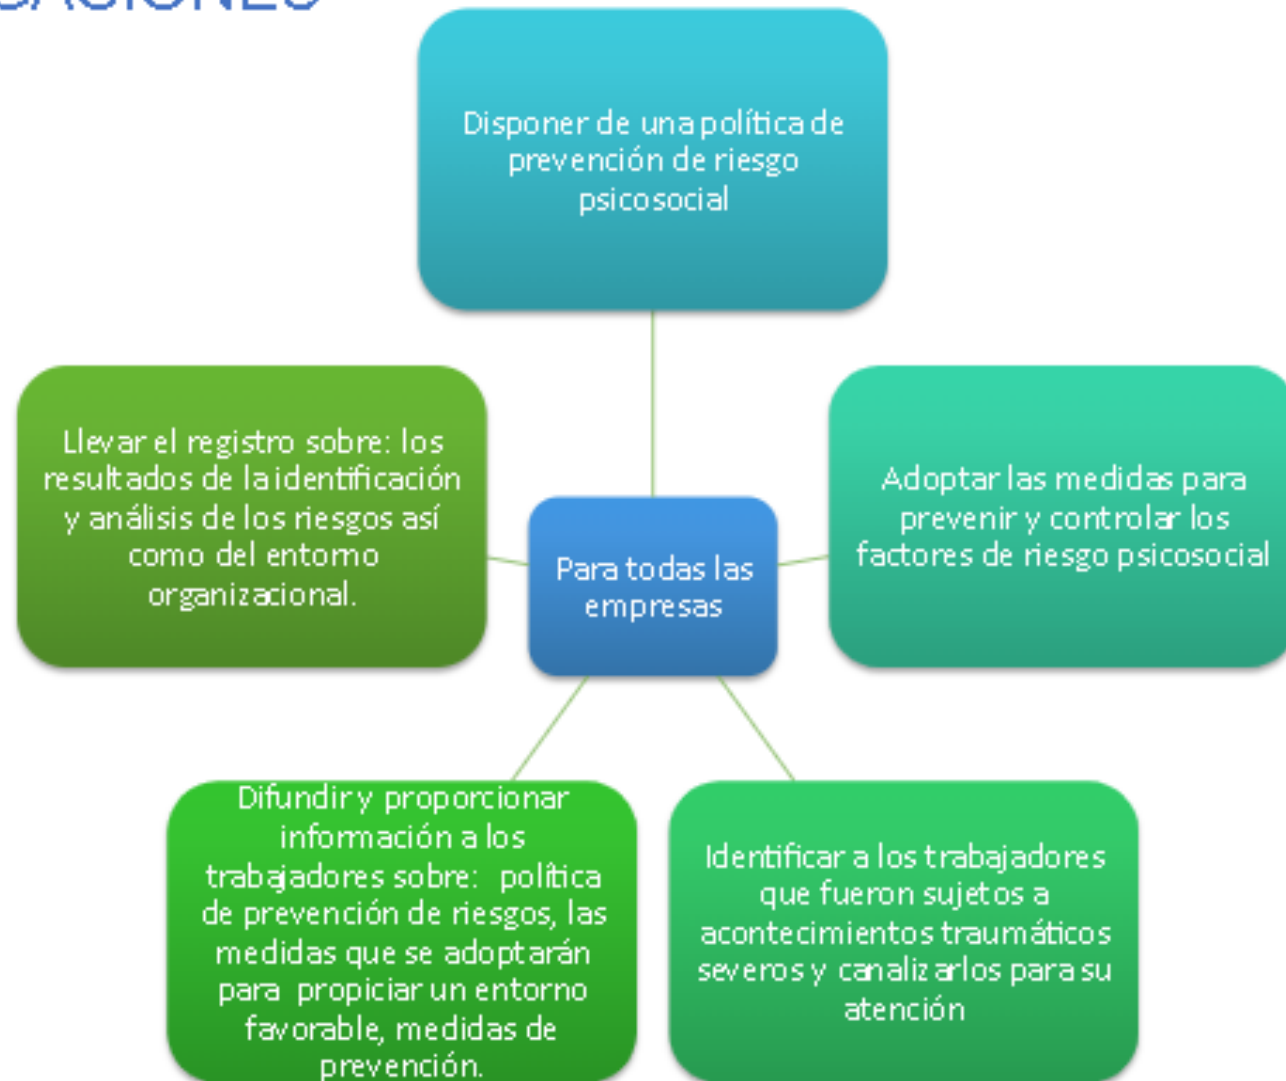 Disponer de una política de
prevención de riesgo
psicosocial
Llevar el registro sobre: los
resultados de la identificación
y análisis de los riesgos así
como del entorno
organizacional.
Para todas las
empresas
Adoptar las medidas para
prevenir y controlar los
factores de riesgo psicosocial
Difundir y proporcionar
información a los
trabajadores sobre: política
de prevención de riesgos, las
medidas que se adoptarán
para propiciar un entorno
favorable, medidas de
prevención.
Identificar a los trabajadores
que fueron sujetos a
acontecimientos traumáticos
severos y canalizarlos para su
atención